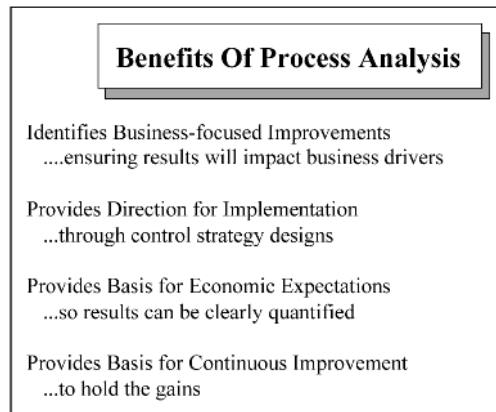 Benefits Of Process Analysis
Identifies Business-focused Improvements
....ensuring results will impact business drivers
Provides Direction for Implementation
...through control strategy designs
Provides Basis for Economic Expectations
...so results can be clearly quantified
Provides Basis for Continuous Improvement
...to hold the gains